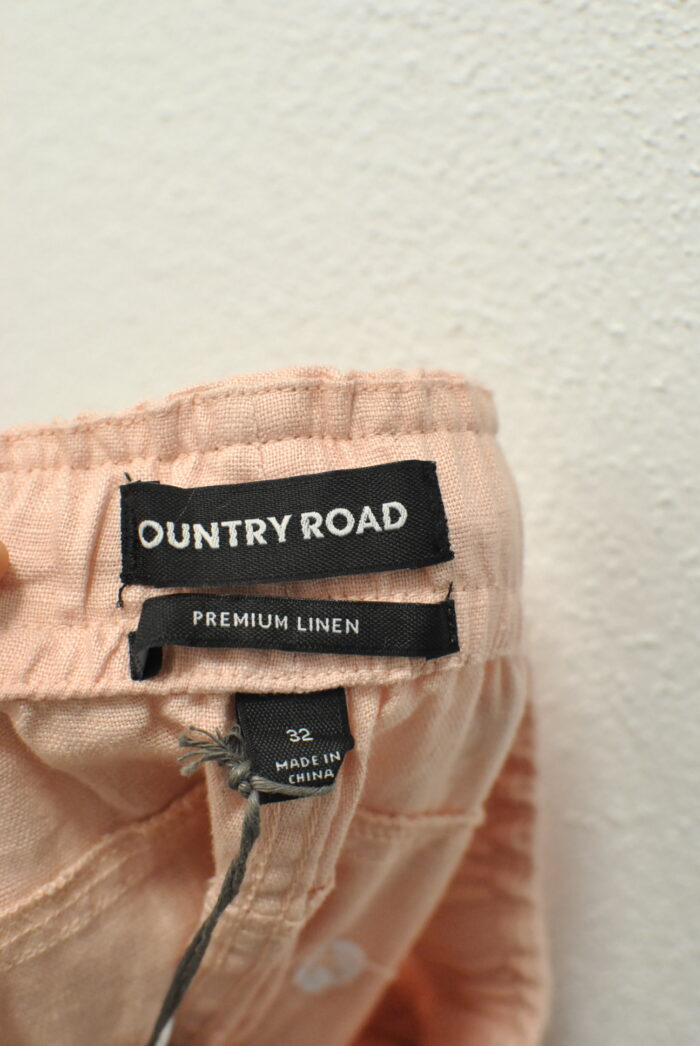 OUNTRY ROAD
PREMIUM LINEN
32
MADE IN
CHINA